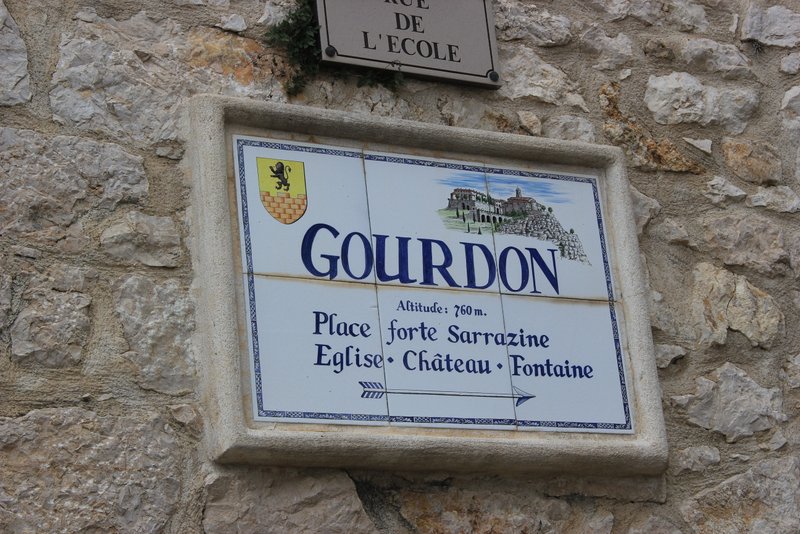 RUE
DE
L'ECOLE
GOURDON
Altitude: 760 m.
Place forte Sarrazine
Eglise • Château • Fontaine